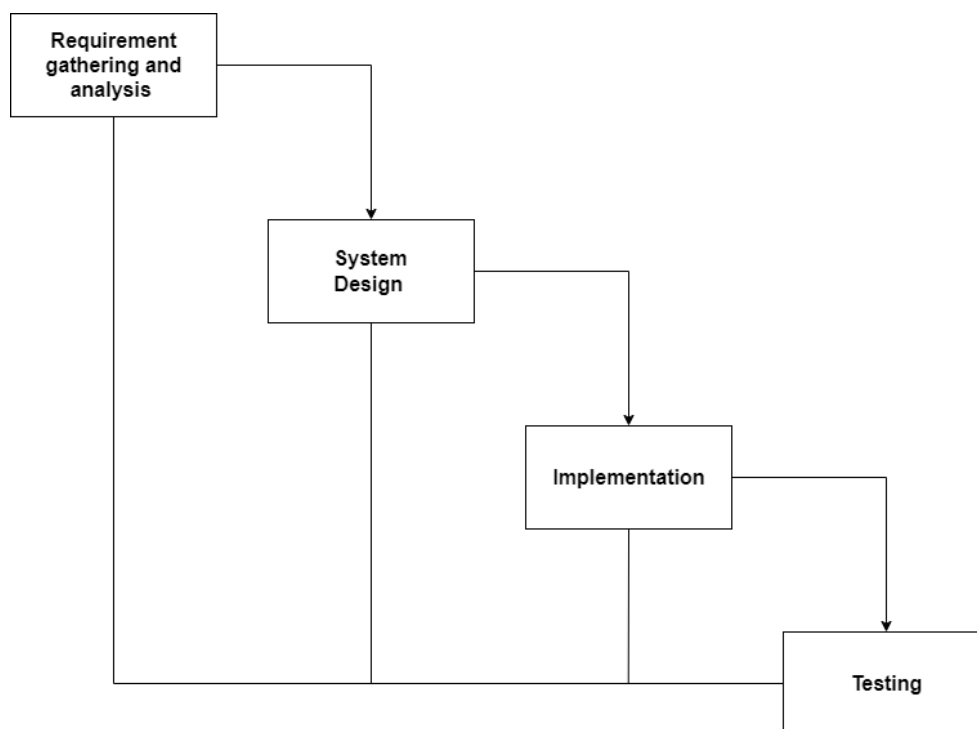 Requirement
gathering and
analysis
System
Design
Implementation
Testing